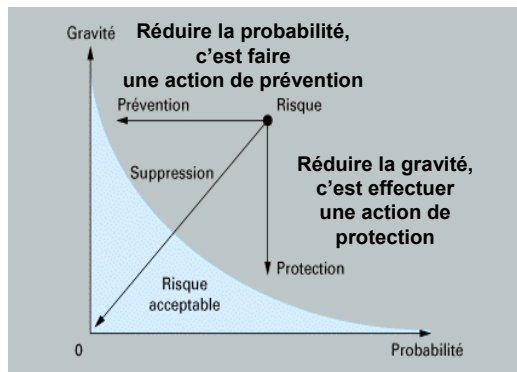 Gravité
Réduire la probabilité,
c'est faire
une action de prévention
Prévention
Risque
Suppression
Réduire la gravité,
c'est effectuer
une action de
protection
Protection
Risque
acceptable
0
Probabilité